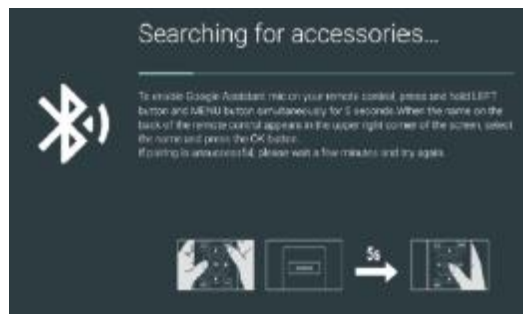 Searching for accessories...
To enable Google Assistant mic on your remote control, press and hold LEFT
button and MENU button simultaneously for 5 seconds. When the name on the
back of the remote control appears in the upper right corner of the screen, select
the name and press the OK button.
If pairing is unsuccessful, please wait a few minutes and try again.
5s